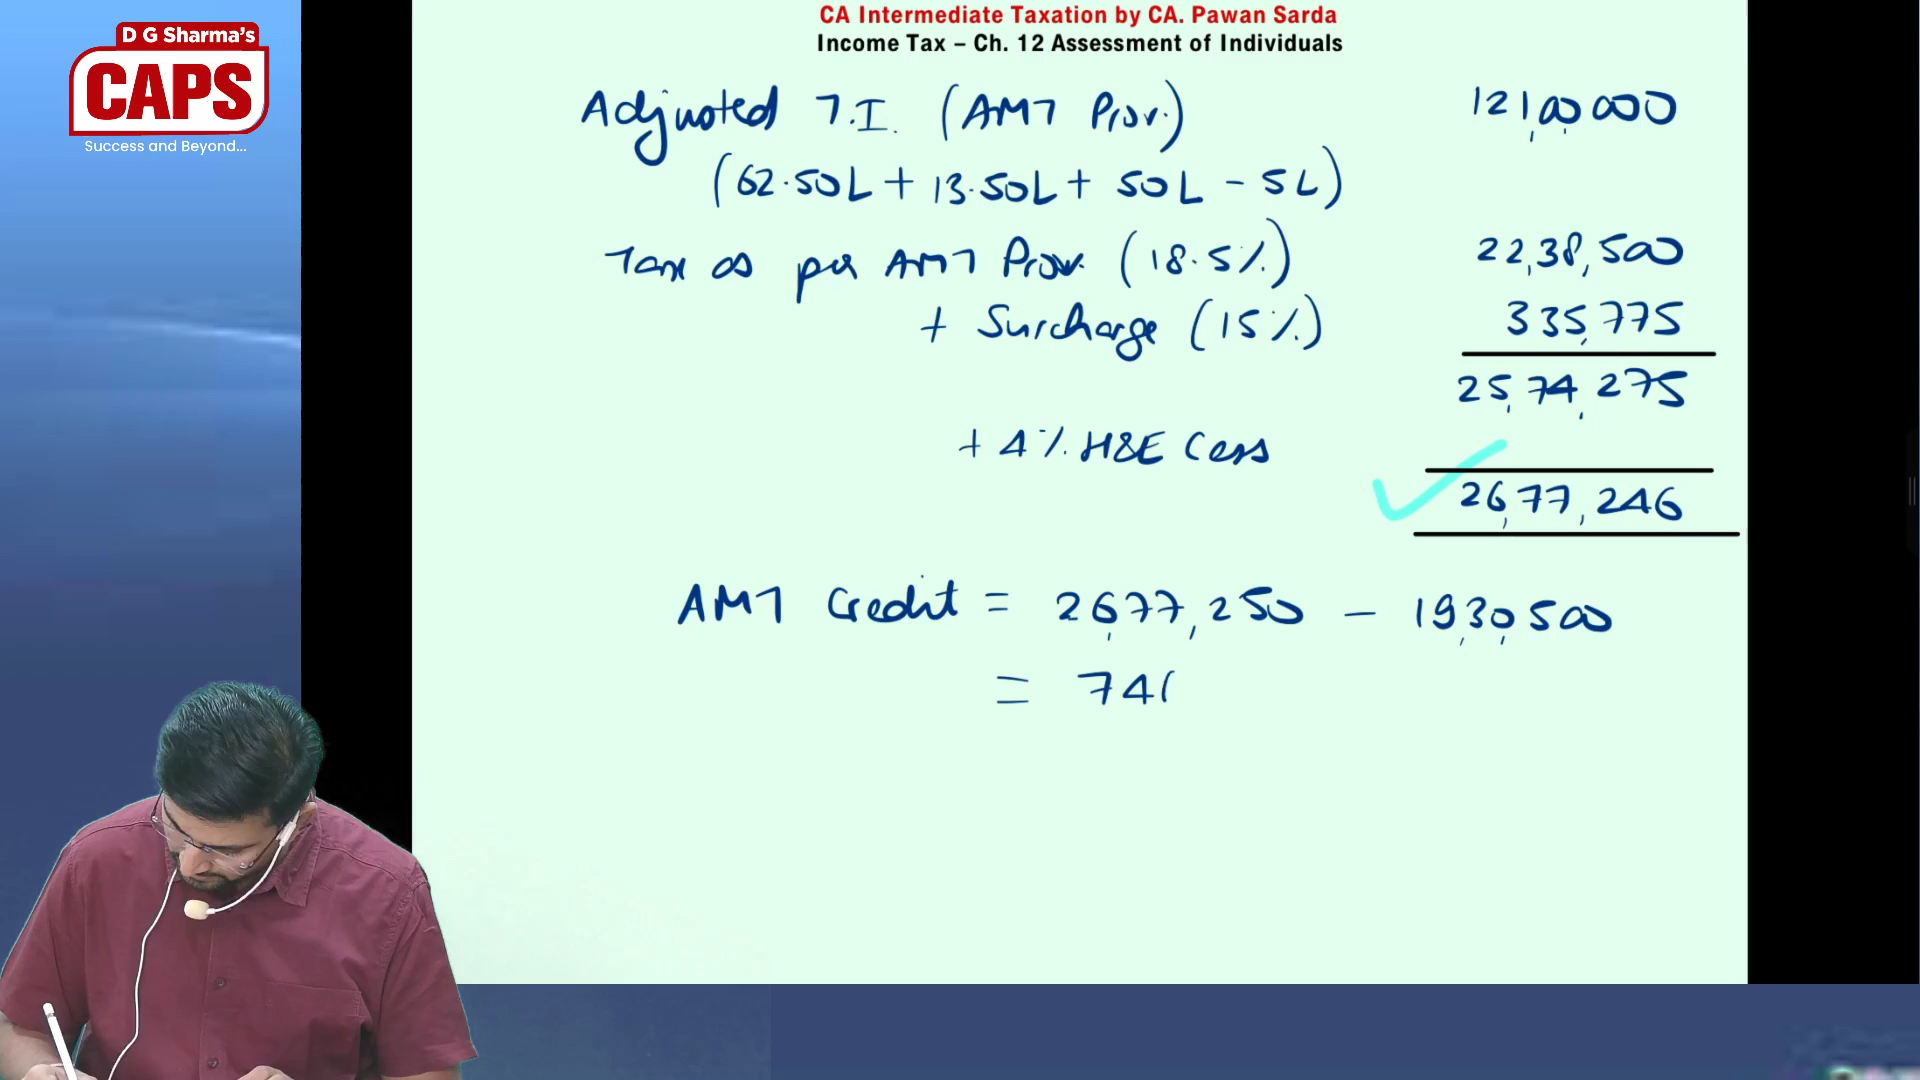 D G Sharma's
CAPS
Success and Beyond...
CA Intermediate Taxation by CA. Pawan Sarda
Income Tax – Ch. 12 Assessment of Individuals
Adjusted T.I. (AMT Prov.) 121,00,000
(62.50L + 13.50L + 50L - 5L)
Tax as per AMT Prov. (18.5%) 22,38,500
+ Surcharge (15%) 335,775
25,74,275
+ 4% H&E Cess
26,77,246
AMT Credit = 26,77,250 – 19,30,500
= 74